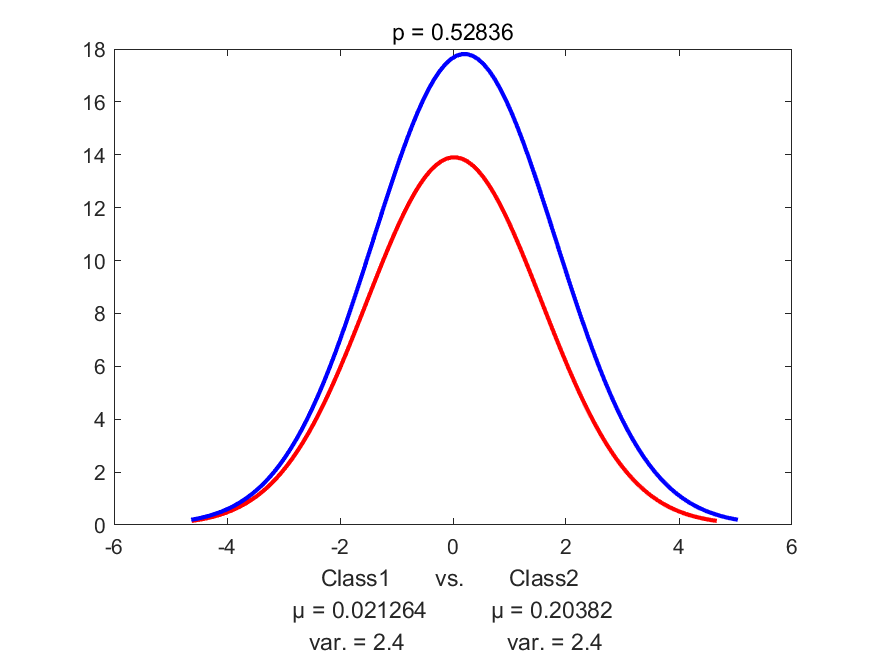 p = 0.52836
18
16
14
12
10
8
6
4
2
0
-6 -4 -2 0 2 4 6
Class1 vs. Class2
μ = 0.021264 μ = 0.20382
var. = 2.4 var. = 2.4